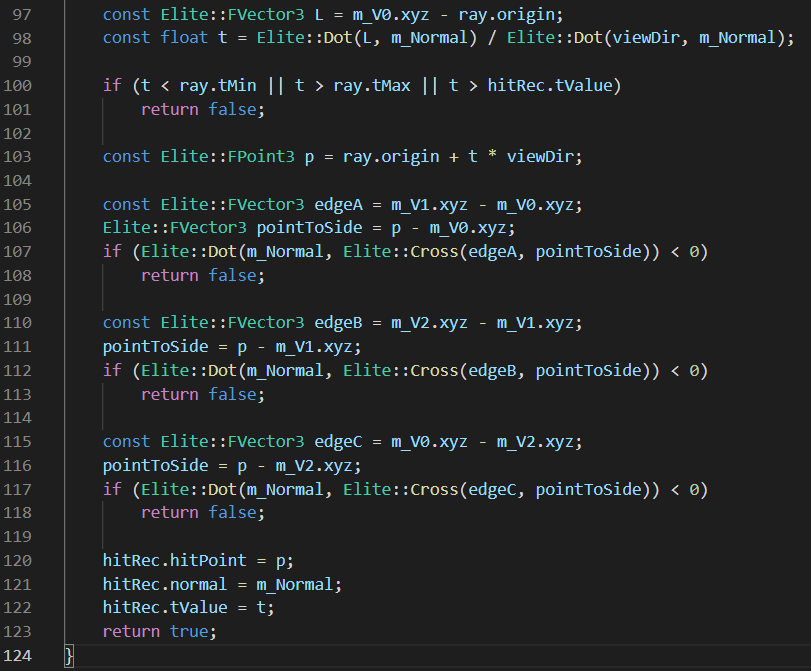 97 const Elite::FVector3 L = m_V0.xyz - ray.origin;
98 const float t = Elite::Dot(L, m_Normal) / Elite::Dot(viewDir, m_Normal);
99
100 if (t < ray.tMin || t > ray.tMax || t > hitRec.tValue)
101 return false;
102
103 const Elite::FPoint3 p = ray.origin + t * viewDir;
104
105 const Elite::FVector3 edgeA = m_V1.xyz - m_V0.xyz;
106 Elite::FVector3 pointToSide = p - m_V0.xyz;
107 if (Elite::Dot(m_Normal, Elite::Cross(edgeA, pointToSide)) < 0)
108 return false;
109
110 const Elite::FVector3 edgeB = m_V2.xyz - m_V1.xyz;
111 pointToSide = p - m_V1.xyz;
112 if (Elite::Dot(m_Normal, Elite::Cross(edgeB, pointToSide)) < 0)
113 return false;
114
115 const Elite::FVector3 edgeC = m_V0.xyz - m_V2.xyz;
116 pointToSide = p - m_V2.xyz;
117 if (Elite::Dot(m_Normal, Elite::Cross(edgeC, pointToSide)) < 0)
118 return false;
119
120 hitRec.hitPoint = p;
121 hitRec.normal = m_Normal;
122 hitRec.tValue = t;
123 return true;
124 }